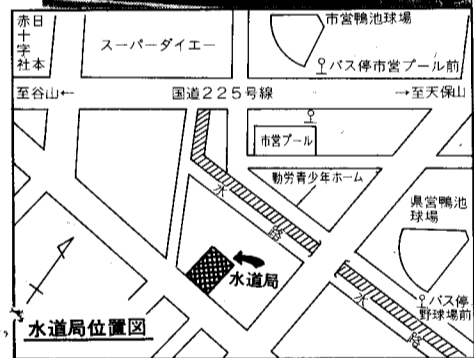 赤十字社
日本
スーパーダイエー
市営鴨池球場
バス停市営プール前
至谷山←
国道225号線
→至天保山
市営プール
勤労青少年ホーム
水路
県営鴨池
球場
水道局
水路
バス停
野球場前
水道局位置図